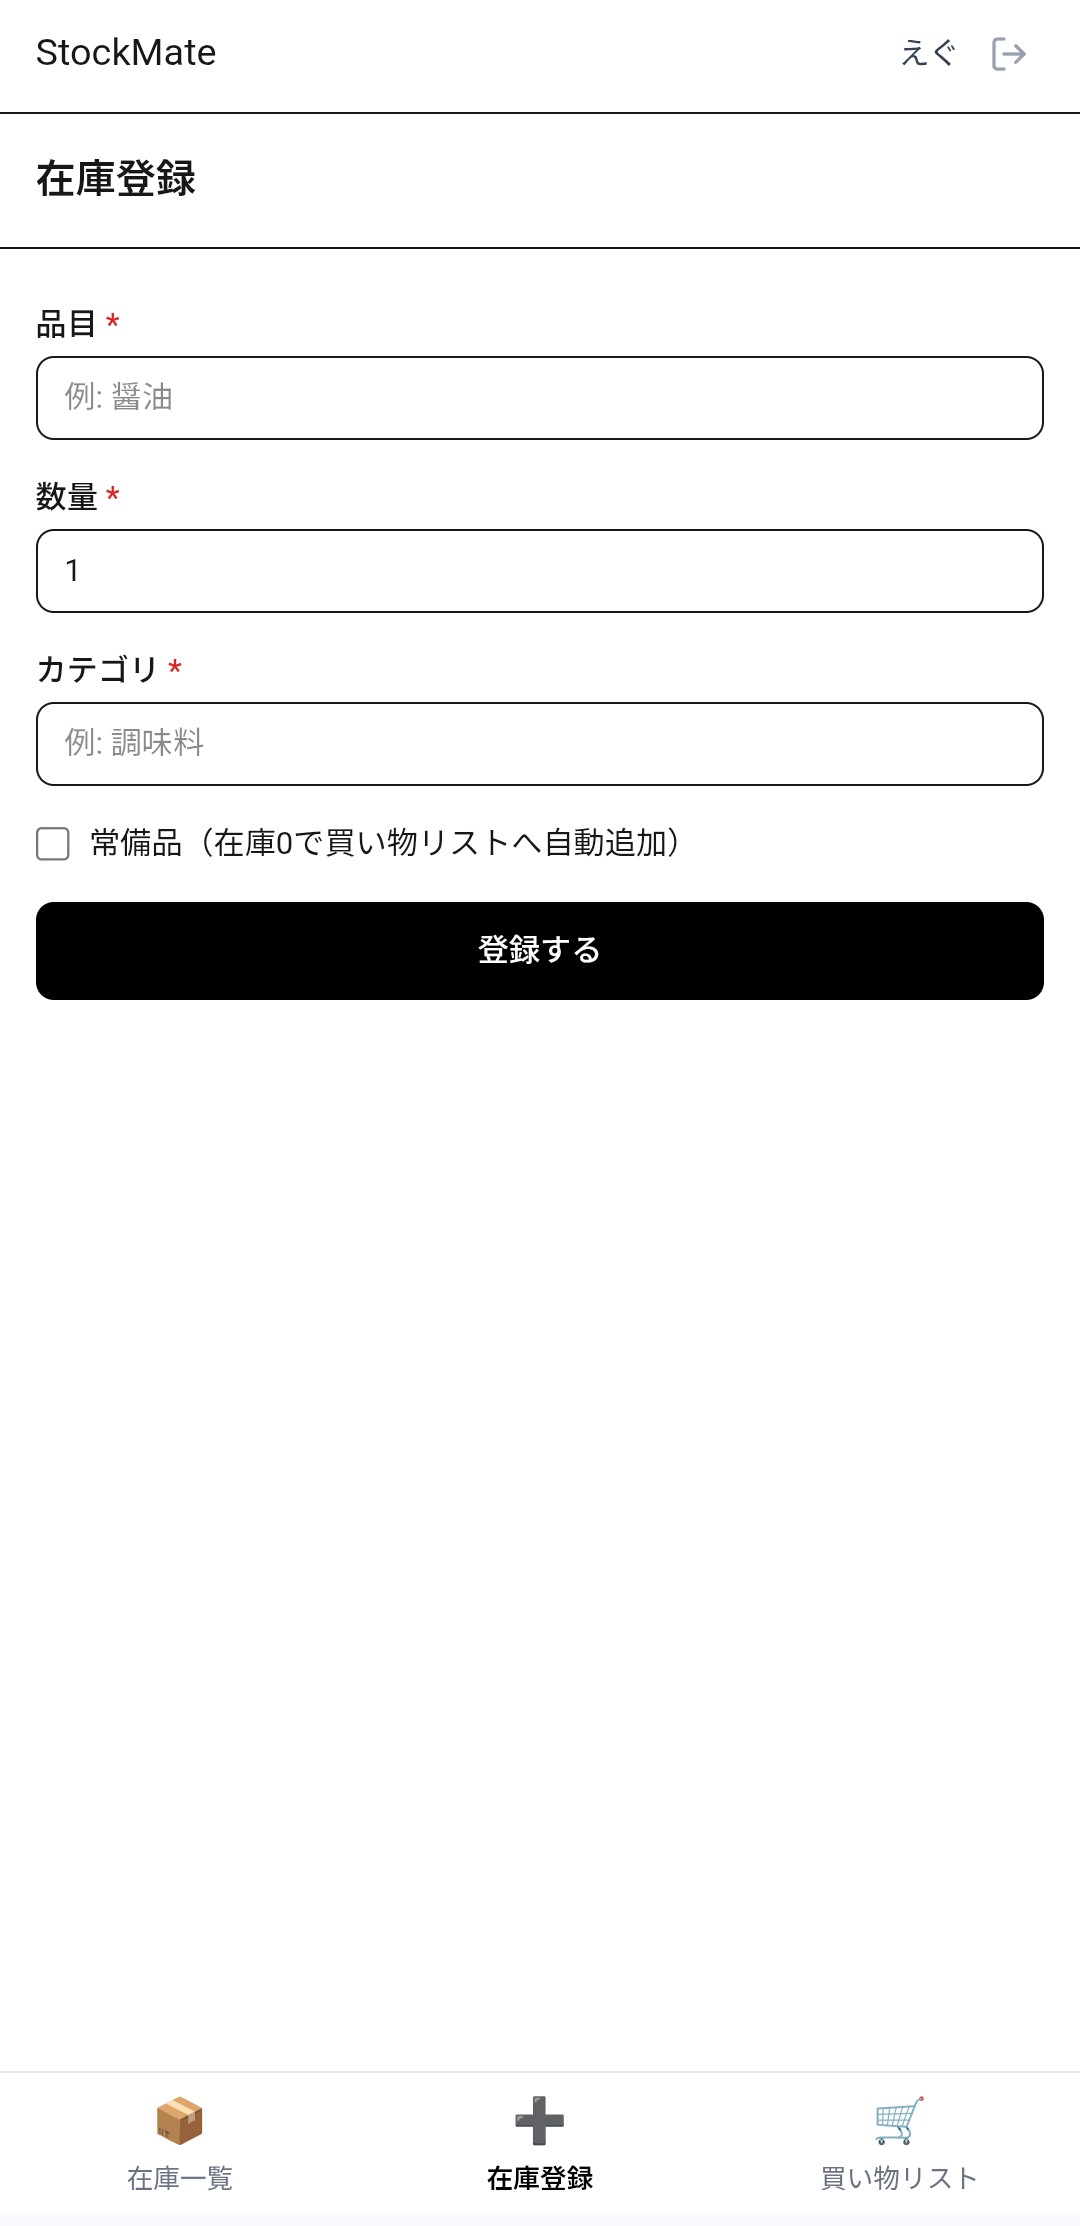 StockMate
えぐ
在庫登録
品目 *
例: 醤油
数量 *
1
カテゴリ *
例: 調味料
常備品（在庫0で買い物リストへ自動追加）
登録する
在庫一覧
在庫登録
買い物リスト